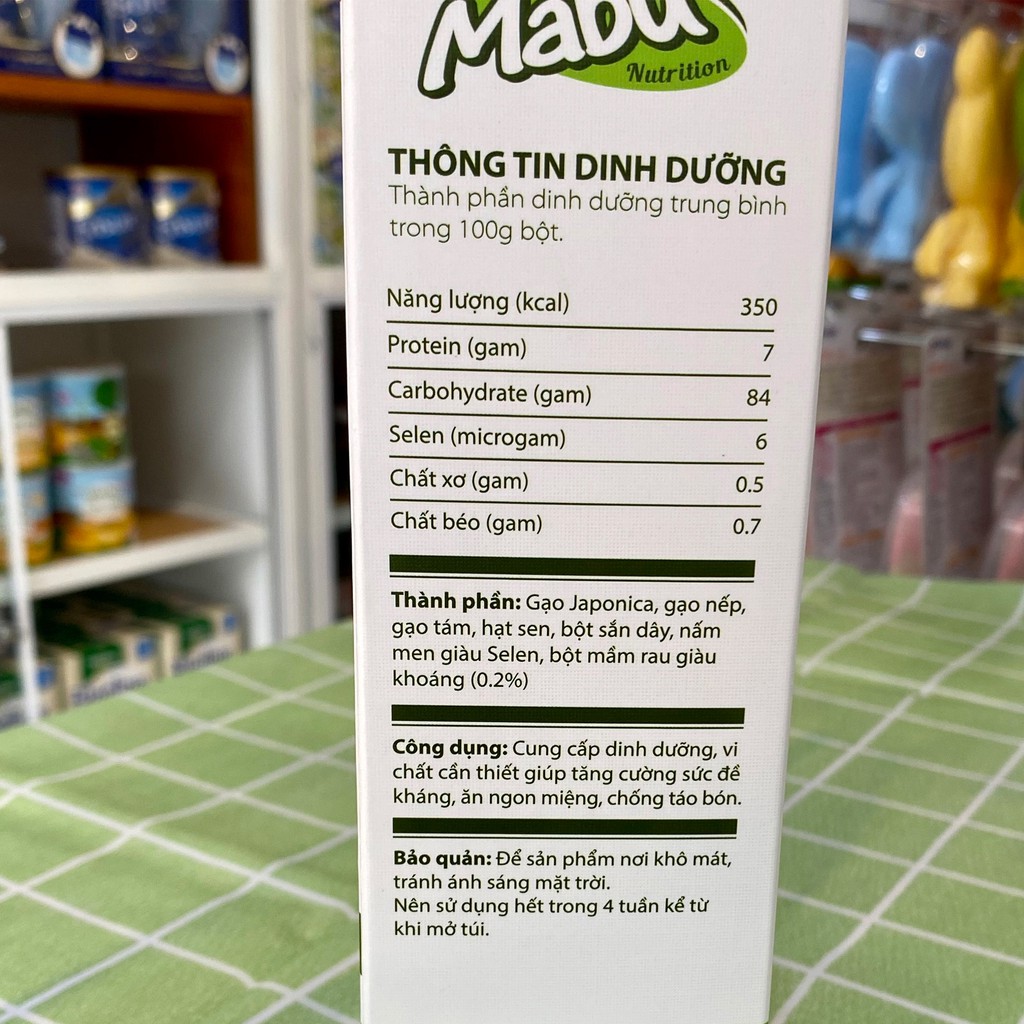 Mabu
Nutrition
THÔNG TIN DINH DƯỠNG
Thành phần dinh dưỡng trung bình
trong 100g bột.
Năng lượng (kcal) 350
Protein (gam) 7
Carbohydrate (gam) 84
Selen (microgam) 6
Chất xơ (gam) 0.5
Chất béo (gam) 0.7
Thành phần: Gạo Japonica, gạo nếp,
gạo tám, hạt sen, bột sắn dây, nấm
men giàu Selen, bột mầm rau giàu
khoáng (0.2%)
Công dụng: Cung cấp dinh dưỡng, vi
chất cần thiết giúp tăng cường sức đề
kháng, ăn ngon miệng, chống táo bón.
Bảo quản: Để sản phẩm nơi khô mát,
tránh ánh sáng mặt trời.
Nên sử dụng hết trong 4 tuần kể từ
khi mở túi.